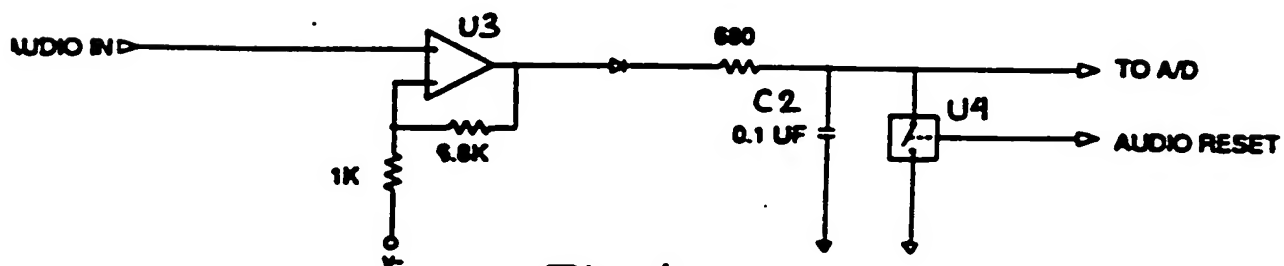 AUDIO IN
U3
680
TO A/D
C2
0.1 UF
U4
AUDIO RESET
6.8K
1K